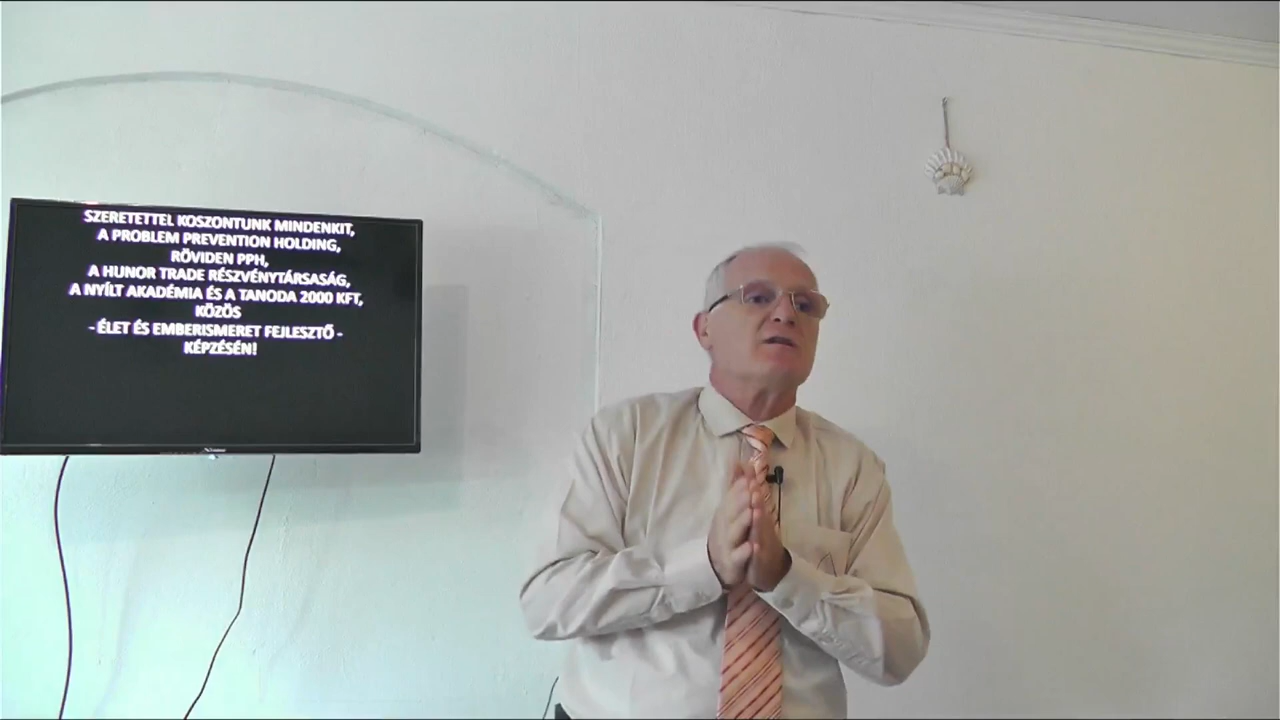 SZERETETTEL KOSZONTUNK MINDENKIT,
A PROBLEM PREVENTION HOLDING,
RÖVIDEN PPH,
A HUNOR TRADE RÉSZVÉNYTÁRSASÁG,
A NYÍLT AKADÉMIA ÉS A TANODA 2000 KFT,
KÖZÖS
- ÉLET ÉS EMBERISMERET FEJLESZTŐ -
KÉPZÉSÉN!